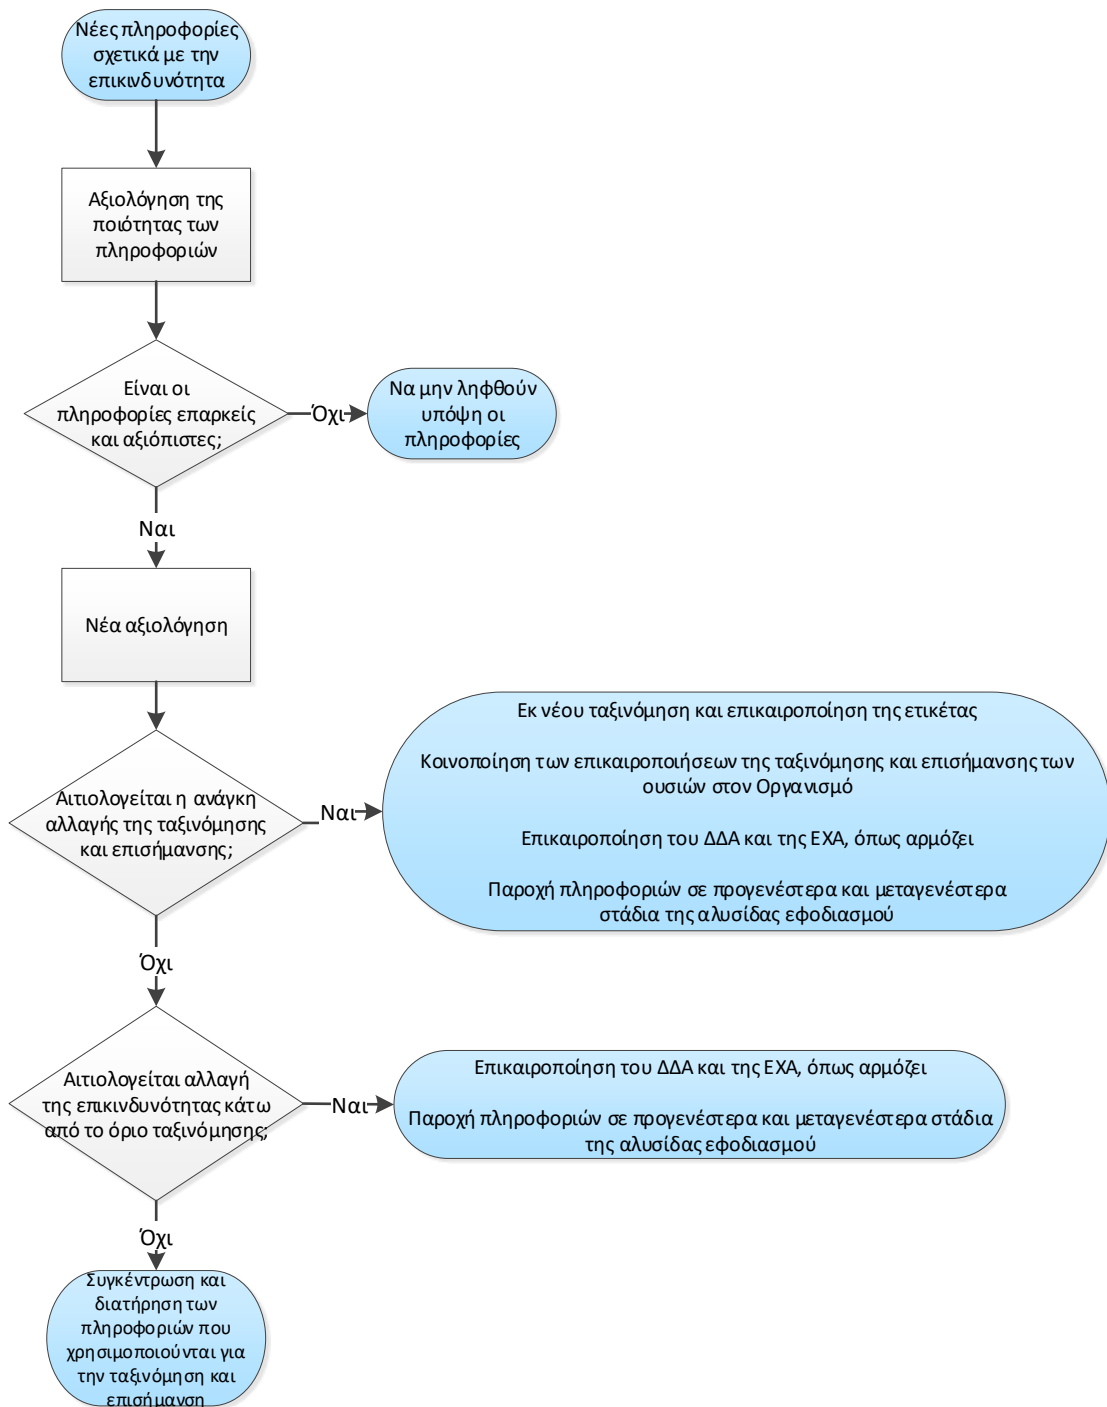 Νέες πληροφορίες
σχετικά με την
επικινδυνότητα
Αξιολόγηση της
ποιότητας των
πληροφοριών
Είναι οι
πληροφορίες επαρκείς
και αξιόπιστες;
Όχι
Να μην ληφθούν
υπόψη οι
πληροφορίες
Ναι
Νέα αξιολόγηση
Αιτιολογείται η ανάγκη
αλλαγής της ταξινόμησης
και επισήμανσης;
Ναι
Εκ νέου ταξινόμηση και επικαιροποίηση της ετικέτας
Κοινοποίηση των επικαιροποιήσεων της ταξινόμησης και επισήμανσης των
ουσιών στον Οργανισμό
Επικαιροποίηση του ΔΔΑ και της ΕΧΑ, όπως αρμόζει
Παροχή πληροφοριών σε προγενέστερα και μεταγενέστερα
στάδια της αλυσίδας εφοδιασμού
Όχι
Αιτιολογείται αλλαγή
της επικινδυνότητας κάτω
από το όριο ταξινόμησης;
Ναι
Επικαιροποίηση του ΔΔΑ και της ΕΧΑ, όπως αρμόζει
Παροχή πληροφοριών σε προγενέστερα και μεταγενέστερα στάδια
της αλυσίδας εφοδιασμού
Όχι
Συγκέντρωση και
διατήρηση των
πληροφοριών που
χρησιμοποιούνται για
την ταξινόμηση και
επισήμανση